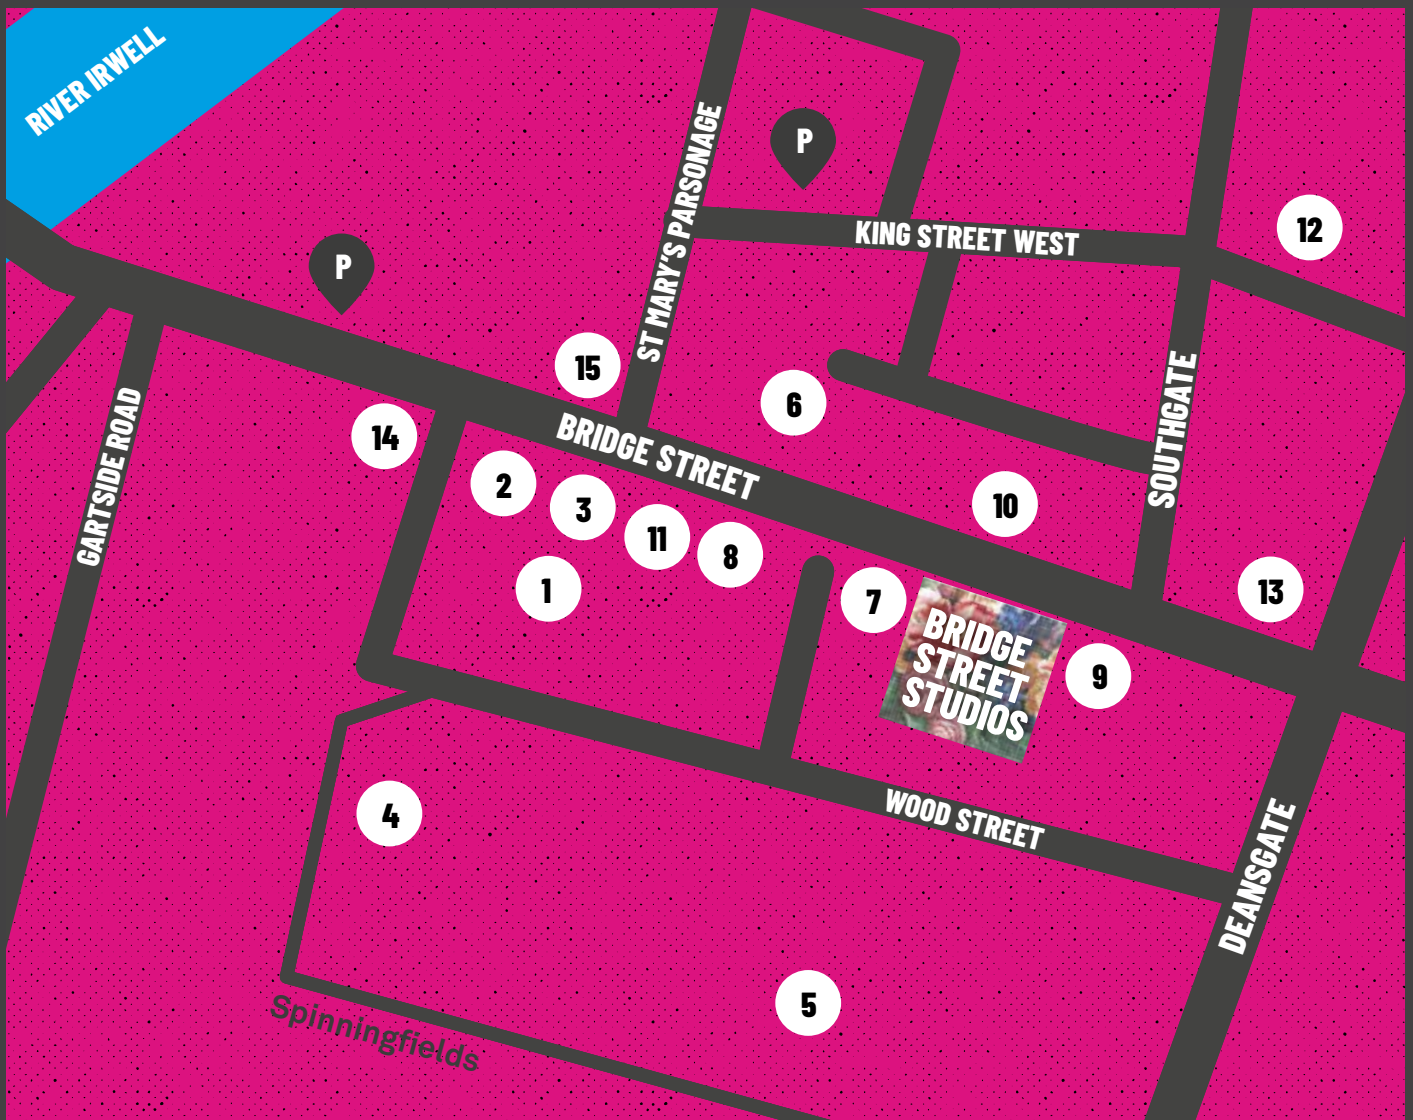 RIVER IRWELL
ST MARY'S PARSONAGE
P
KING STREET WEST
12
P
15
6
SOUTHGATE
GARTSIDE ROAD
14
BRIDGE STREET
2
3
11
8
10
1
7
13
BRIDGE
STREET
STUDIOS
9
4
WOOD STREET
DEANSGATE
5
Spinningfields